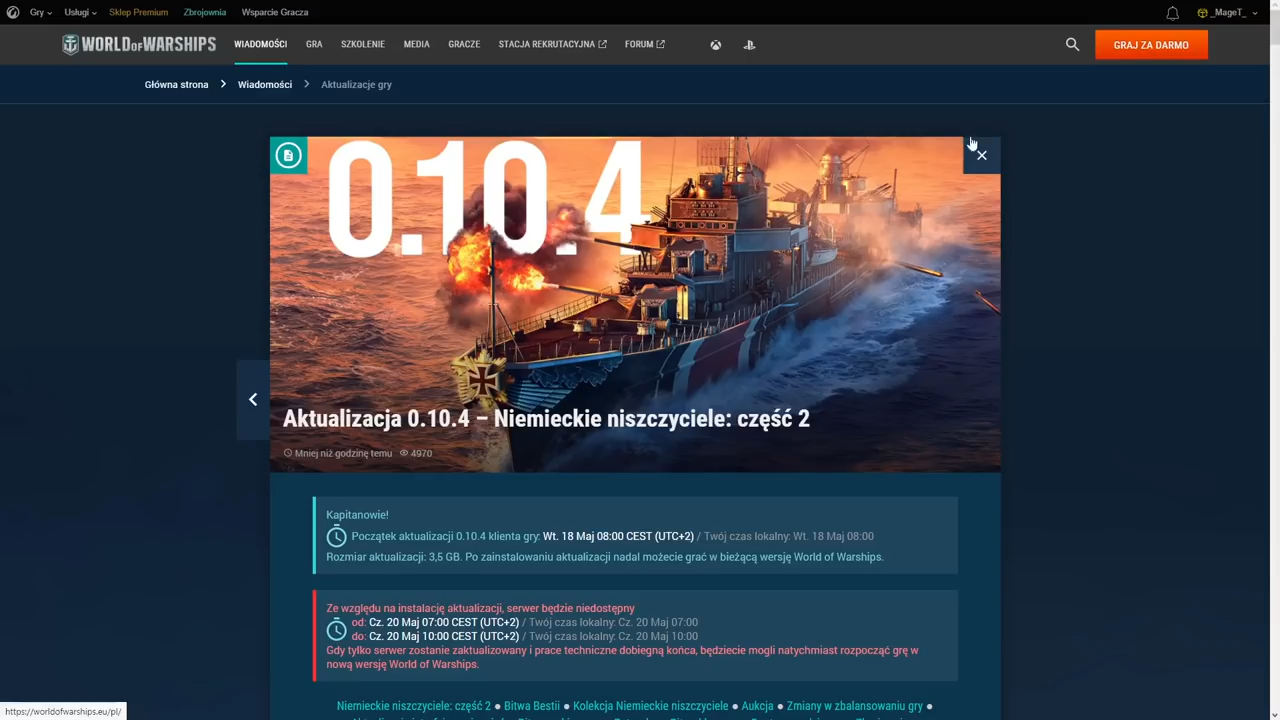 Gry
Usługi
Sklep Premium
Zbrojownia
Wsparcie Gracza
_MageT_
WORLD OF WARSHIPS
WIADOMOŚCI
GRA
SZKOLENIE
MEDIA
GRACZE
STACJA REKRUTACYJNA
FORUM
GRAJ ZA DARMO
Główna strona
Wiadomości
Aktualizacje gry
0.10.4
Aktualizacja 0.10.4 – Niemieckie niszczyciele: część 2
Mniej niż godzinę temu 4970
Kapitanowie!
Początek aktualizacji 0.10.4 klienta gry: Wt. 18 Maj 08:00 CEST (UTC+2) / Twój czas lokalny: Wt. 18 Maj 08:00
Rozmiar aktualizacji: 3,5 GB. Po zainstalowaniu aktualizacji nadal możecie grać w bieżącą wersję World of Warships.
Ze względu na instalację aktualizacji, serwer będzie niedostępny
od: Cz. 20 Maj 07:00 CEST (UTC+2) / Twój czas lokalny: Cz. 20 Maj 07:00
do: Cz. 20 Maj 10:00 CEST (UTC+2) / Twój czas lokalny: Cz. 20 Maj 10:00
Gdy tylko serwer zostanie zaktualizowany i prace techniczne dobiegną końca, będziecie mogli natychmiast rozpocząć grę w
nową wersję World of Warships.
Niemieckie niszczyciele: część 2 ● Bitwa Bestii ● Kolekcja Niemieckie niszczyciele ● Aukcja ● Zmiany w zbalansowaniu gry ●
https://worldofwarships.eu/pl/